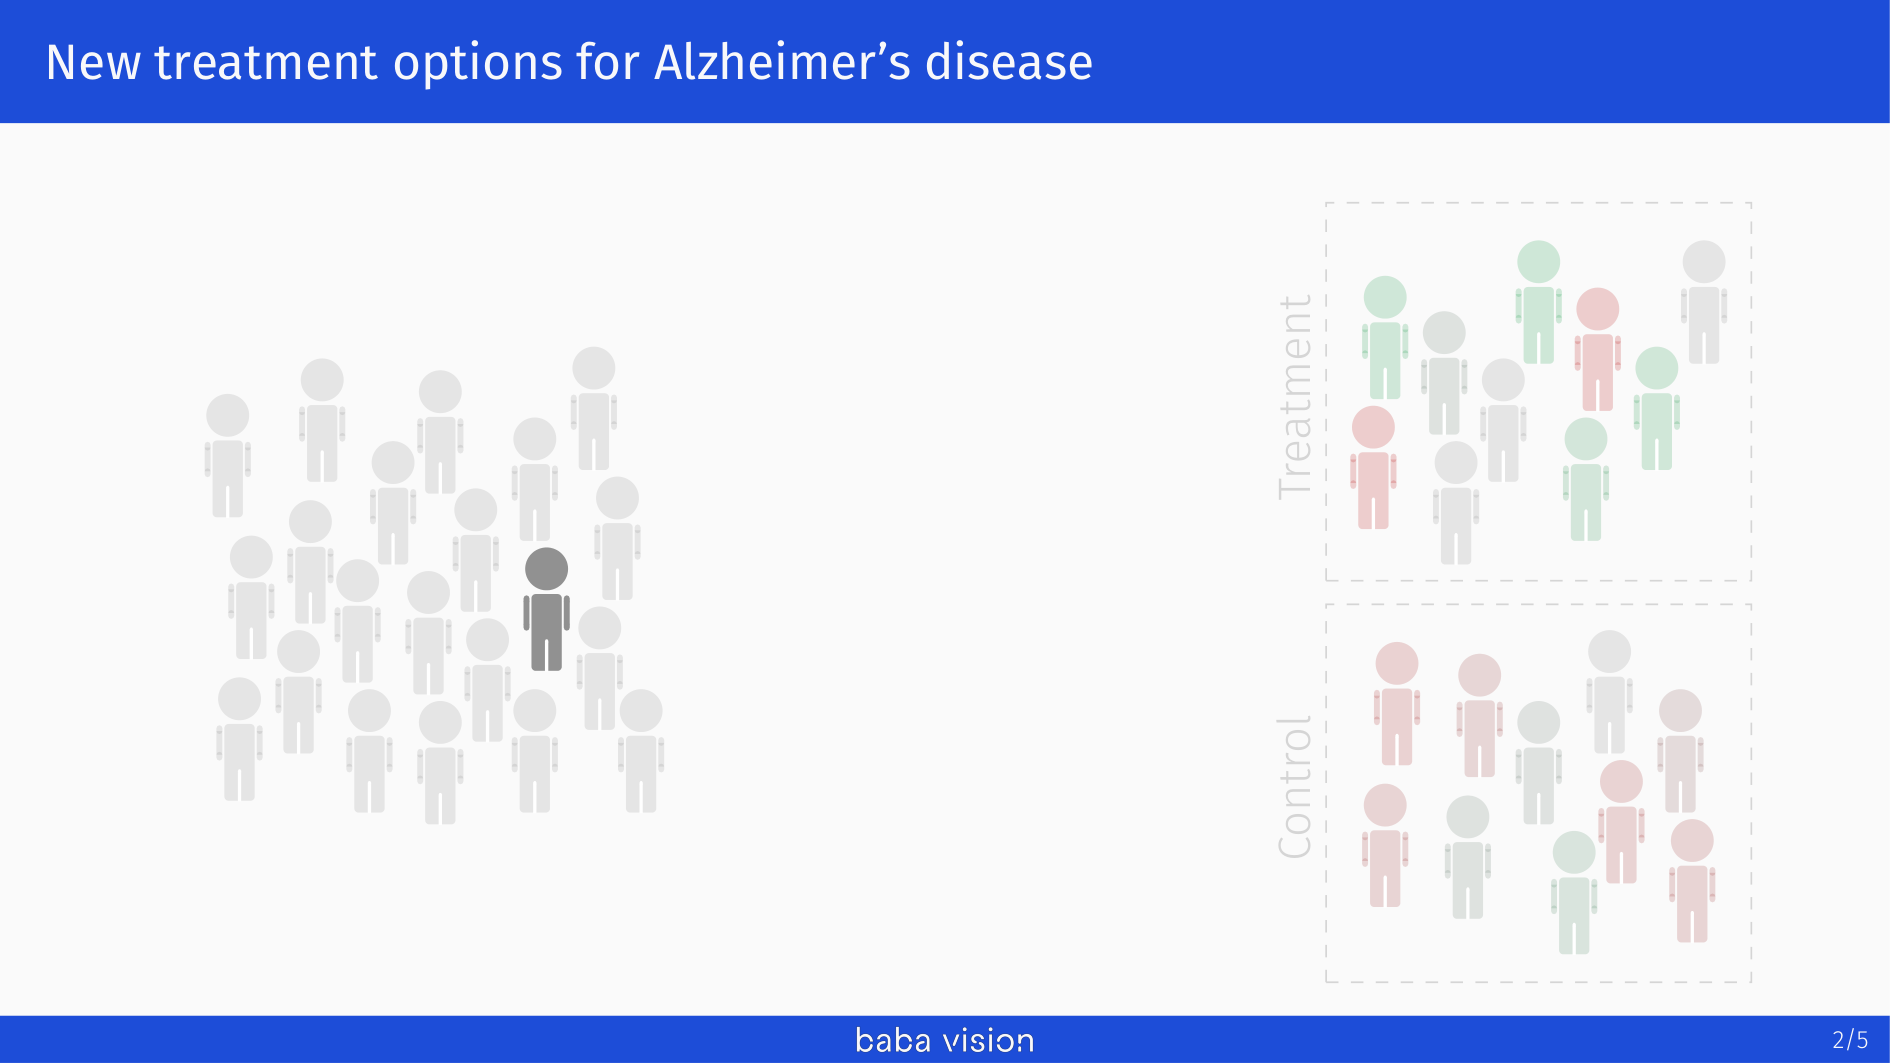 New treatment options for Alzheimer’s disease
Treatment
Control
baba vision
2/5